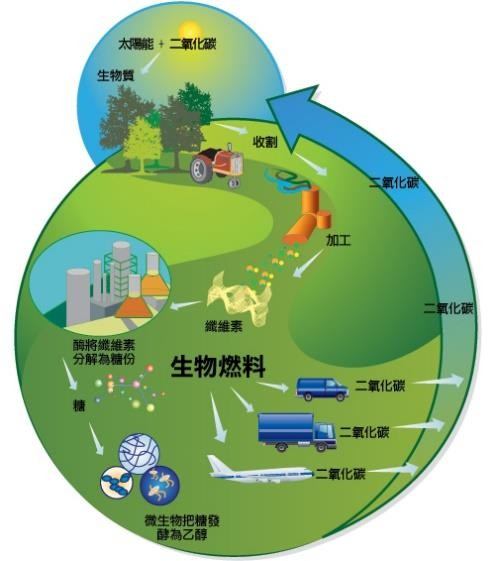 太陽能 + 二氧化碳
生物質
收割
二氧化碳
加工
二氧化碳
纖維素
酶將纖維素
分解為糖份
生物燃料
糖
二氧化碳
二氧化碳
二氧化碳
微生物把糖發
酵為乙醇